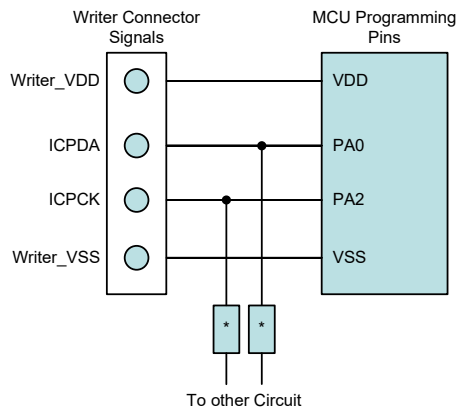 Writer Connector
Signals
MCU Programming
Pins
Writer_VDD
VDD
ICPDA
PA0
ICPCK
PA2
Writer_VSS
VSS
* *
To other Circuit